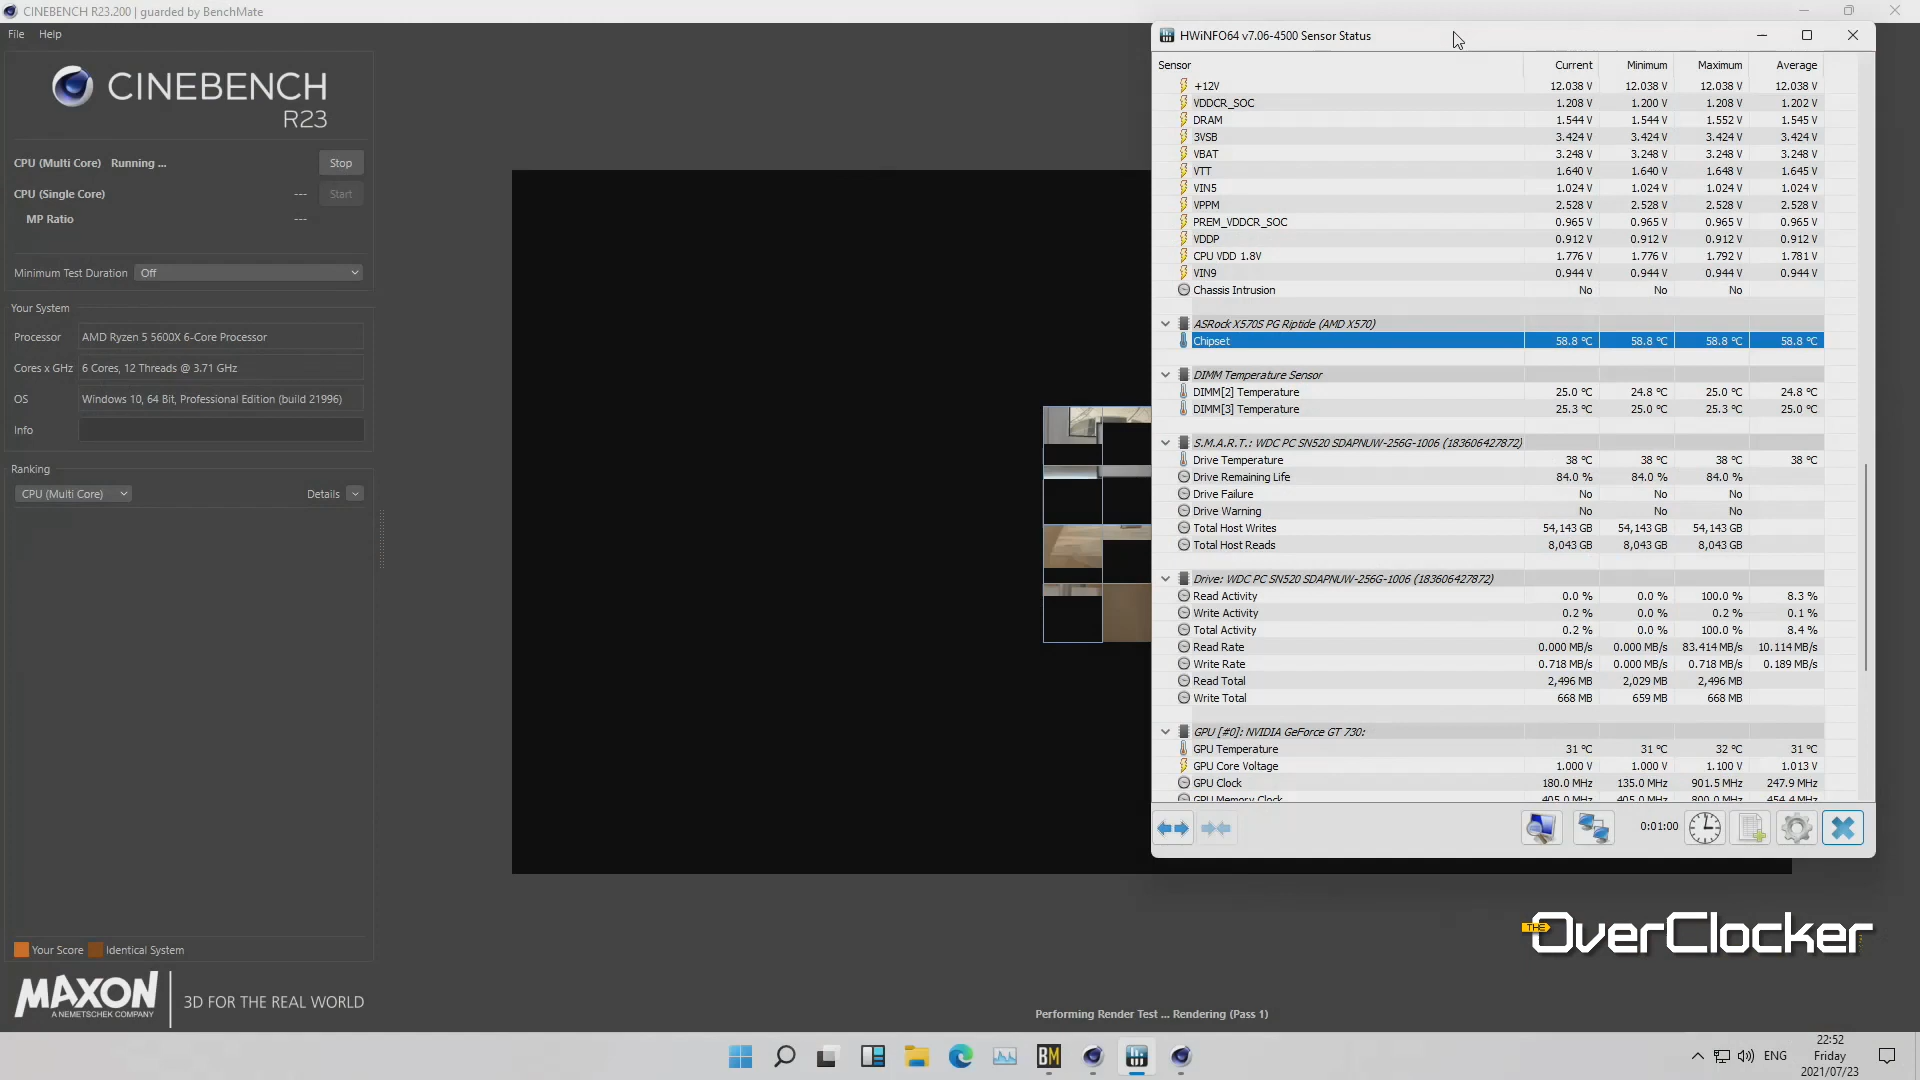 CINEBENCH R23.200 | guarded by BenchMate
File Help
CINEBENCH
R23
CPU (Multi Core) Running ... Stop
CPU (Single Core) --- Start
MP Ratio ---
Minimum Test Duration Off
Your System
Processor AMD Ryzen 5 5600X 6-Core Processor
Cores x GHz 6 Cores, 12 Threads @ 3.71 GHz
OS Windows 10, 64 Bit, Professional Edition (build 21996)
Info
Ranking
CPU (Multi Core) Details
Your Score Identical System
MAXON
A NEMETSCHEK COMPANY
3D FOR THE REAL WORLD
Performing Render Test ... Rendering (Pass 1)
HWiNFO64 v7.06-4500 Sensor Status
Sensor Current Minimum Maximum Average
+12V 12.038 V 12.038 V 12.038 V 12.038 V
VDDCR_SOC 1.208 V 1.200 V 1.208 V 1.202 V
DRAM 1.544 V 1.544 V 1.552 V 1.545 V
3VSB 3.424 V 3.424 V 3.424 V 3.424 V
VBAT 3.248 V 3.248 V 3.248 V 3.248 V
VTT 1.640 V 1.640 V 1.648 V 1.645 V
VIN5 1.024 V 1.024 V 1.024 V 1.024 V
VPPM 2.528 V 2.528 V 2.528 V 2.528 V
PREM_VDDCR_SOC 0.965 V 0.965 V 0.965 V 0.965 V
VDDP 0.912 V 0.912 V 0.912 V 0.912 V
CPU VDD 1.8V 1.776 V 1.776 V 1.792 V 1.781 V
VIN9 0.944 V 0.944 V 0.944 V 0.944 V
Chassis Intrusion No No No
ASRock X570S PG Riptide (AMD X570)
Chipset 58.8 °C 58.8 °C 58.8 °C 58.8 °C
DIMM Temperature Sensor
DIMM[2] Temperature 25.0 °C 24.8 °C 25.0 °C 24.8 °C
DIMM[3] Temperature 25.3 °C 25.0 °C 25.3 °C 25.0 °C
S.M.A.R.T.: WDC PC SN520 SDAPNUW-256G-1006 (183606427872)
Drive Temperature 38 °C 38 °C 38 °C 38 °C
Drive Remaining Life 84.0 % 84.0 % 84.0 %
Drive Failure No No No
Drive Warning No No No
Total Host Writes 54,143 GB 54,143 GB 54,143 GB
Total Host Reads 8,043 GB 8,043 GB 8,043 GB
Drive: WDC PC SN520 SDAPNUW-256G-1006 (183606427872)
Read Activity 0.0 % 0.0 % 100.0 % 8.3 %
Write Activity 0.2 % 0.0 % 0.2 % 0.1 %
Total Activity 0.2 % 0.0 % 100.0 % 8.4 %
Read Rate 0.000 MB/s 0.000 MB/s 83.414 MB/s 10.114 MB/s
Write Rate 0.718 MB/s 0.000 MB/s 0.718 MB/s 0.189 MB/s
Read Total 2,496 MB 2,029 MB 2,496 MB
Write Total 668 MB 659 MB 668 MB
GPU [#0]: NVIDIA GeForce GT 730:
GPU Temperature 31 °C 31 °C 32 °C 31 °C
GPU Core Voltage 1.000 V 1.000 V 1.100 V 1.013 V
GPU Clock 180.0 MHz 135.0 MHz 901.5 MHz 247.9 MHz
GPU Memory Clock 405.0 MHz 405.0 MHz 800.0 MHz 454.4 MHz
0:01:00
THE OverClocker
BM
ENG
22:52
Friday
2021/07/23